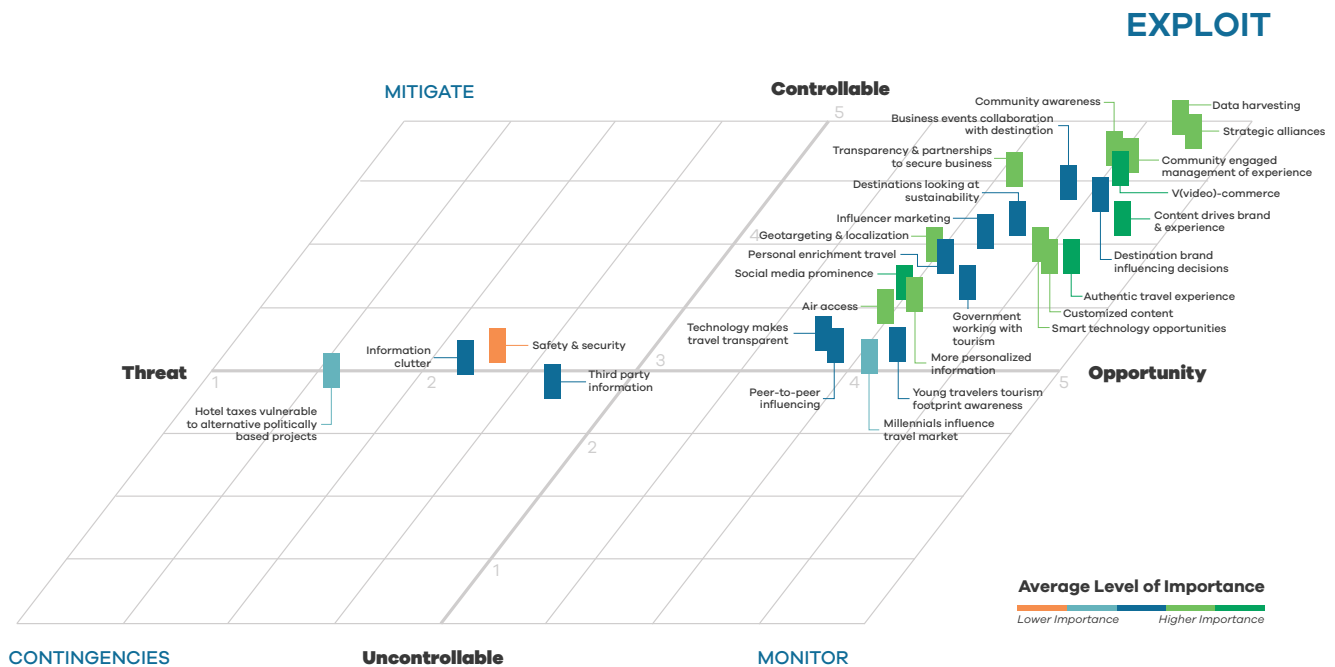 EXPLOIT
MITIGATE
Controllable
5
Community awareness
Data harvesting
Business events collaboration
with destination
Strategic alliances
Transparency & partnerships
to secure business
Community engaged
management of experience
Destinations looking at
sustainability
V(video)-commerce
Influencer marketing
Content drives brand
& experience
4
Geotargeting & localization
Personal enrichment travel
Destination brand
influencing decisions
Social media prominence
Authentic travel experience
Air access
Customized content
Government
working with
tourism
Smart technology opportunities
Technology makes
travel transparent
Information
clutter
Safety & security
3
More personalized
information
Threat
1
2
Third party
information
4
5
Opportunity
Peer-to-peer
influencing
Young travelers tourism
footprint awareness
Hotel taxes vulnerable
to alternative politically
based projects
Millennials influence
travel market
2
1
Average Level of Importance
Lower Importance
Higher Importance
CONTINGENCIES
Uncontrollable
MONITOR